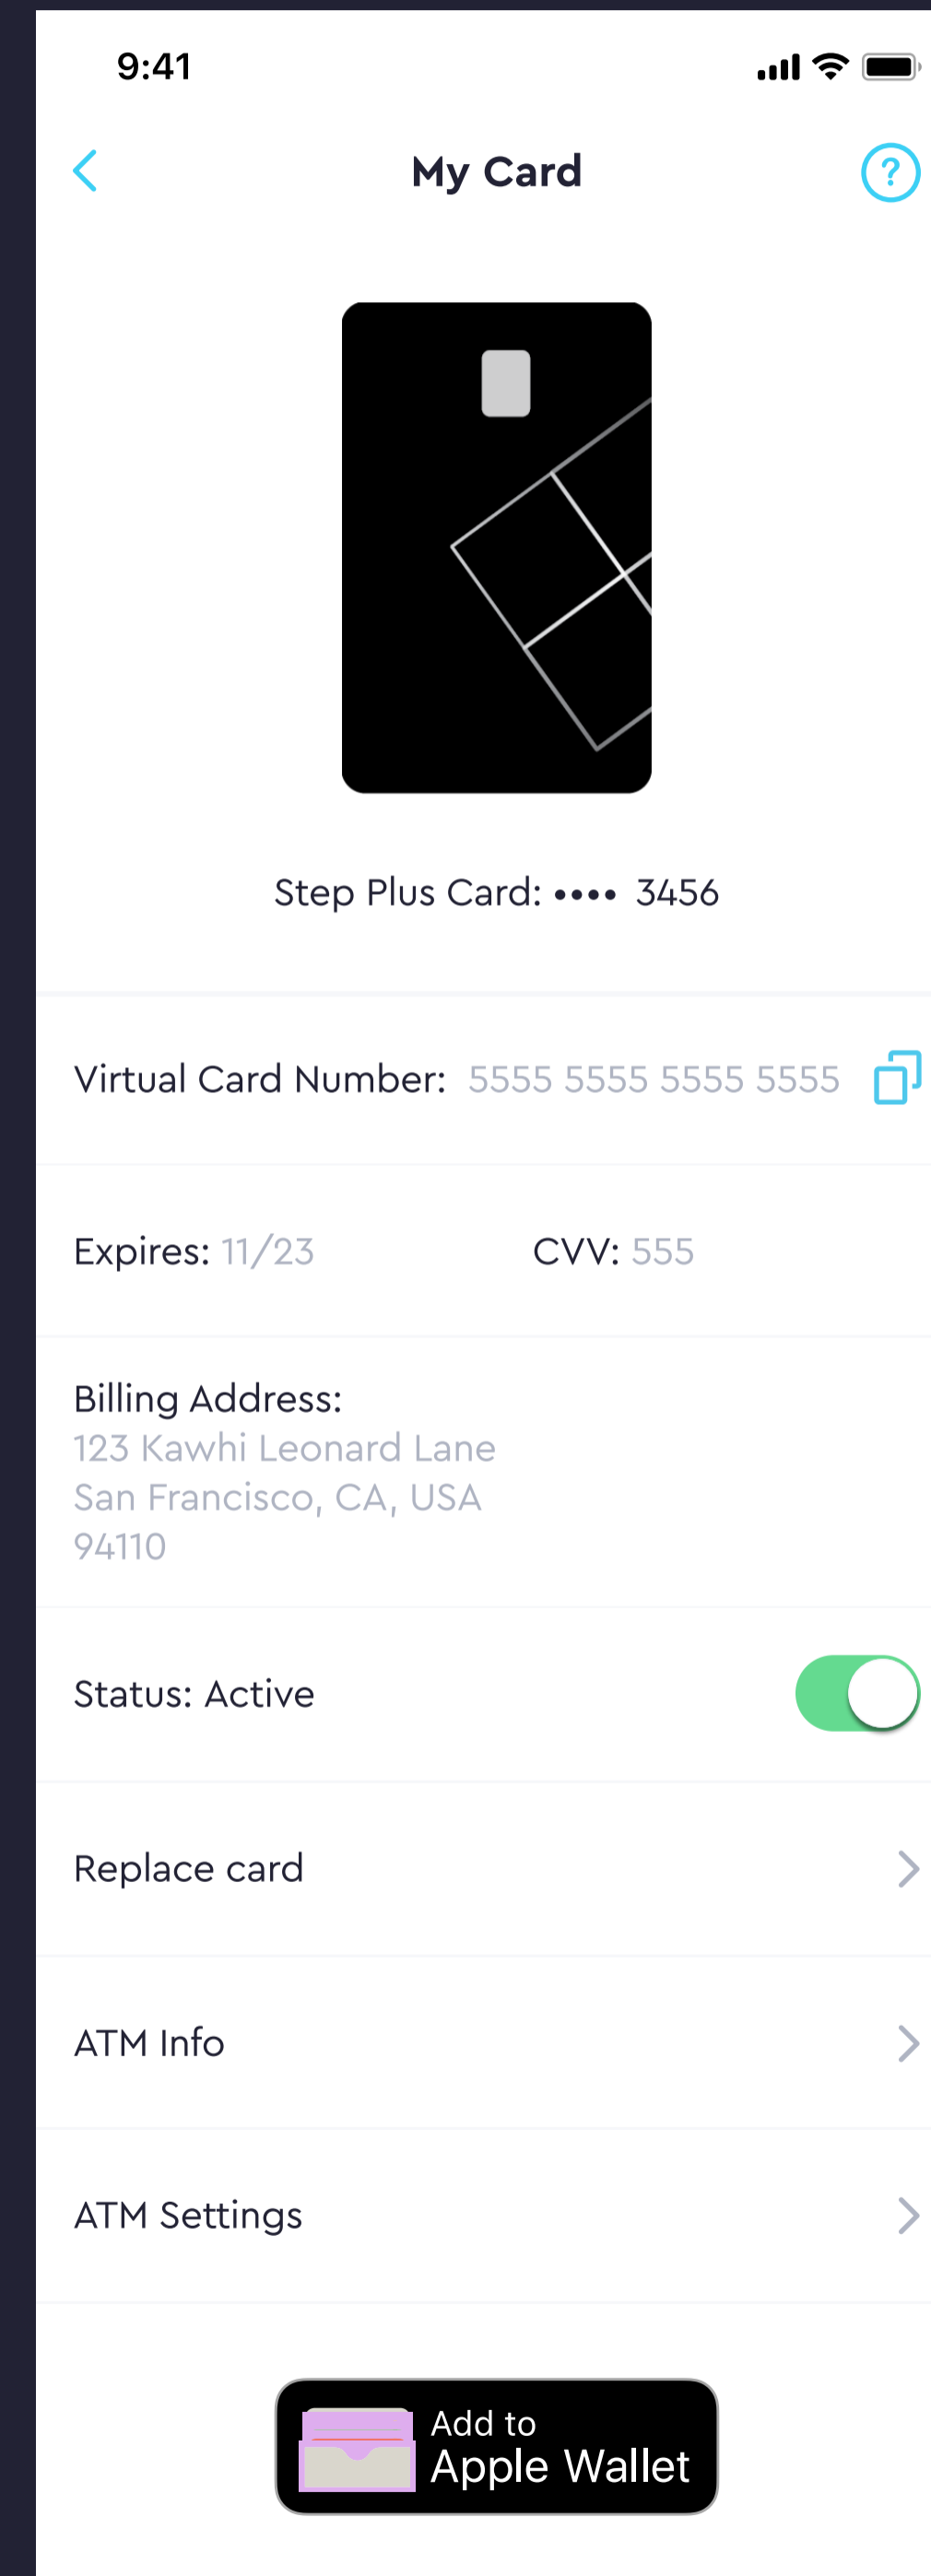 9:41
My Card
?
Step Plus Card: •••• 3456
Virtual Card Number: 5555 5555 5555 5555
Expires: 11/23 CVV: 555
Billing Address:
123 Kawhi Leonard Lane
San Francisco, CA, USA
94110
Status: Active
Replace card
ATM Info
ATM Settings
Add to
Apple Wallet